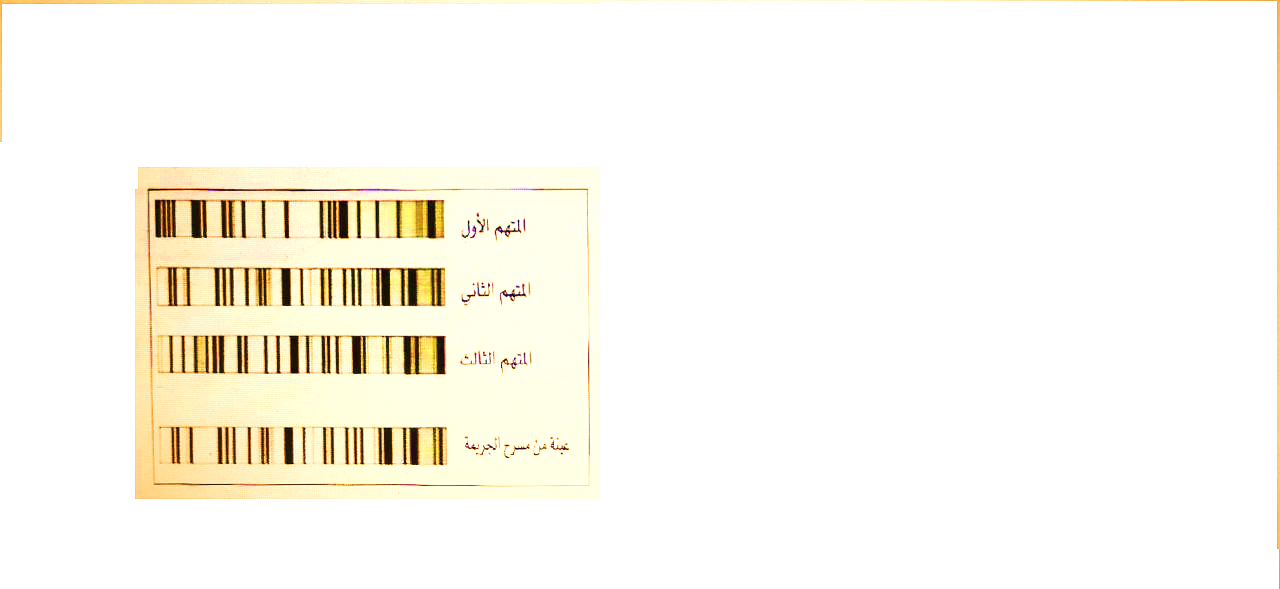 المتهم الأول
المتهم الثاني
المتهم الثالث
عينة من مسرح الجريمة